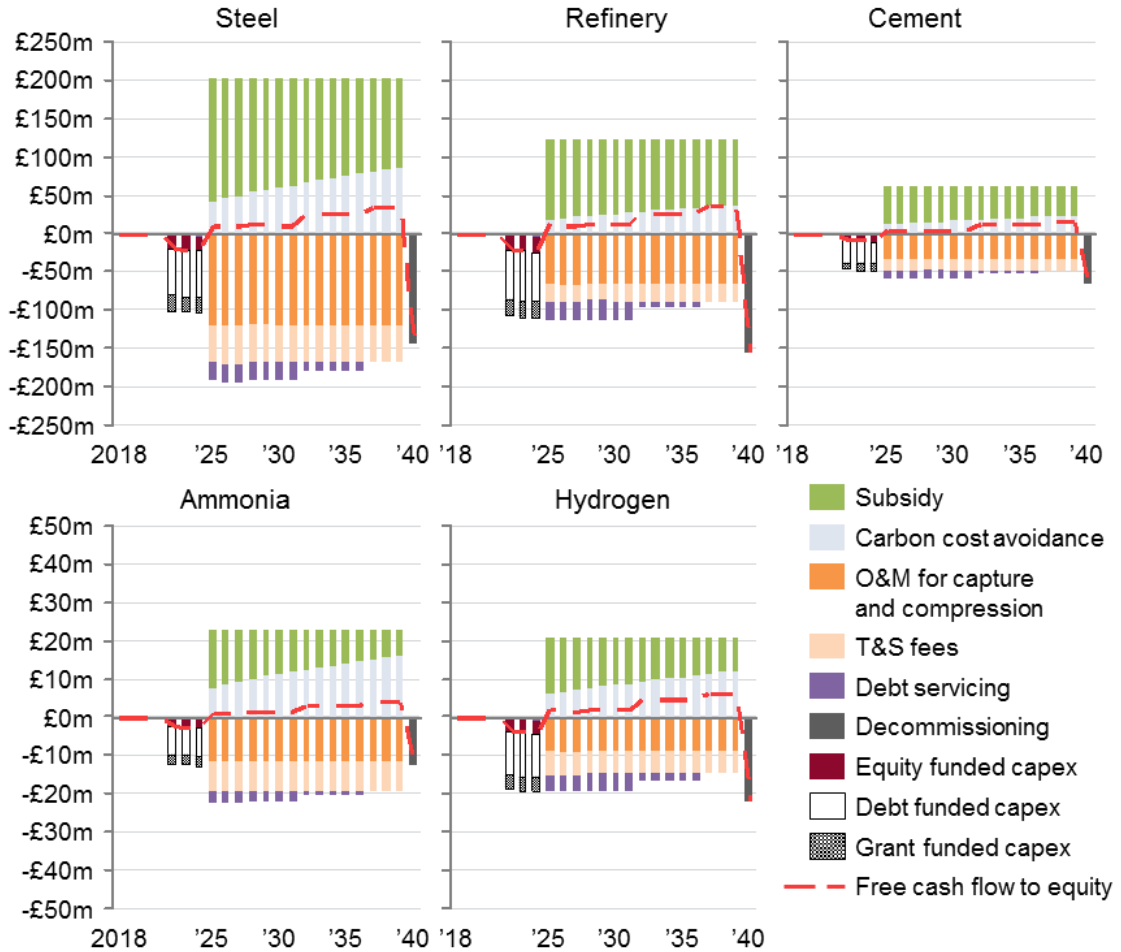 Steel
Refinery
Cement
£250m
£200m
£150m
£100m
£50m
£0m
-£50m
-£100m
-£150m
-£200m
-£250m
2018 ’25 ’30 ’35 ’40
’18 ’25 ’30 ’35 ’40
’18 ’25 ’30 ’35 ’40
Ammonia
Hydrogen
£50m
£40m
£30m
£20m
£10m
£0m
-£10m
-£20m
-£30m
-£40m
-£50m
2018 ’25 ’30 ’35 ’40
’18 ’25 ’30 ’35 ’40
Subsidy
Carbon cost avoidance
O&M for capture
and compression
T&S fees
Debt servicing
Decommissioning
Equity funded capex
Debt funded capex
Grant funded capex
Free cash flow to equity